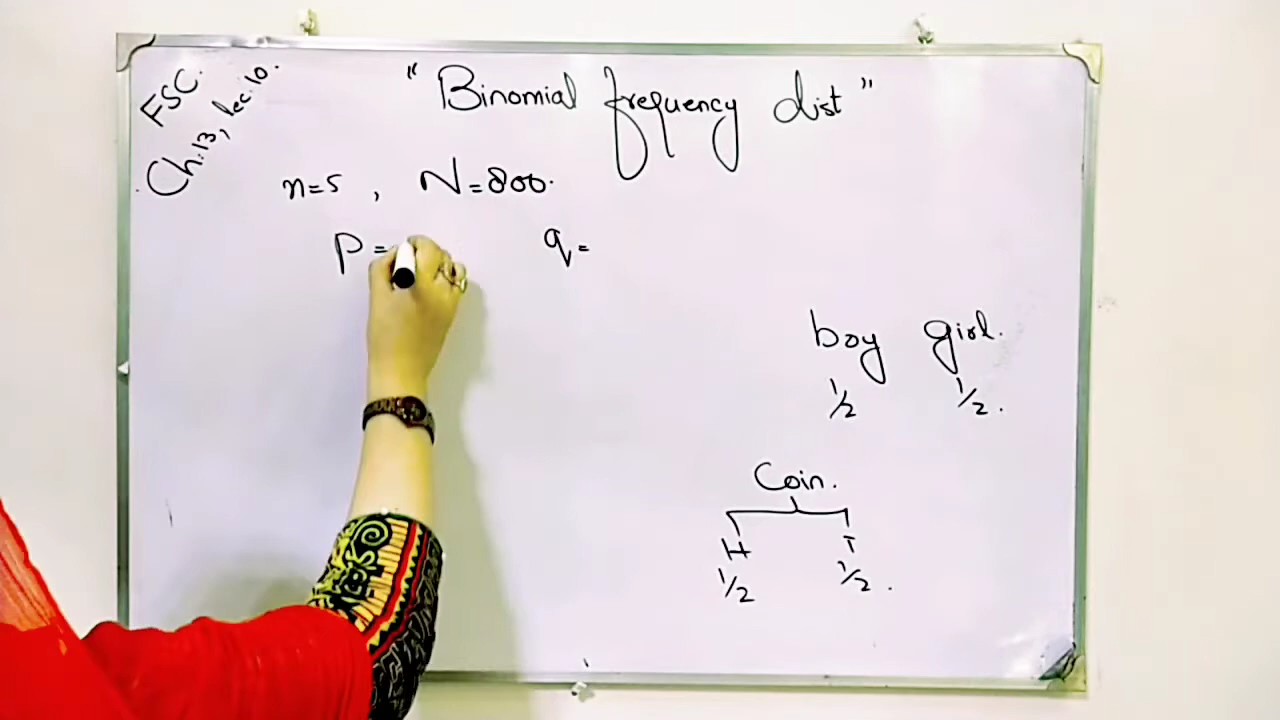 FSC.
Ch.13, lec.10.
"Binomial frequency dist"
n=5 , N=800.
p= q=
boy girl.
1/2 1/2.
Coin.
H T
1/2 1/2.